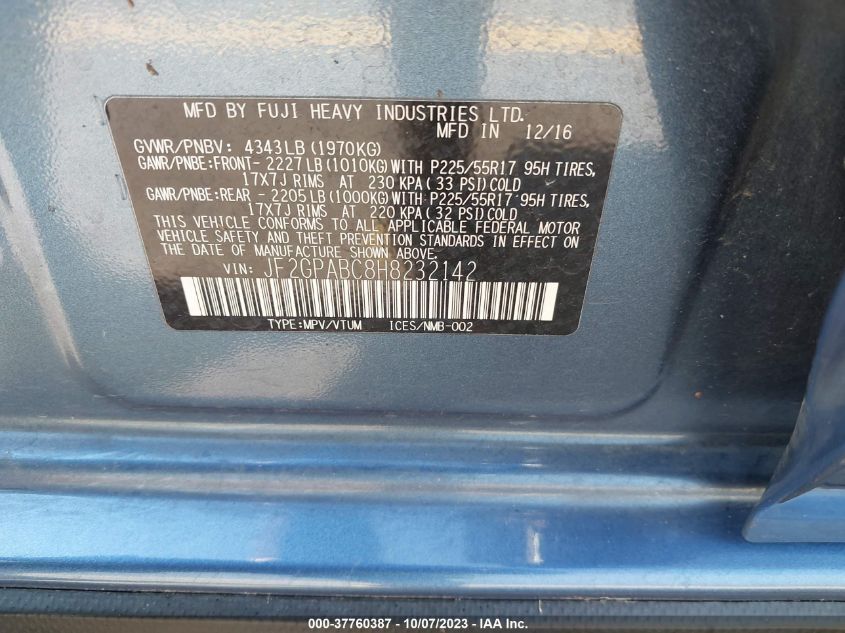 MFD BY FUJI HEAVY INDUSTRIES LTD.
MFD IN 12/16
GVWR/PNBV: 4343LB (1970KG)
GAWR/PNBE:FRONT- 2227LB(1010KG)WITH P225/55R17 95H TIRES,
17X7J RIMS AT 230 KPA( 33 PSI)COLD
GAWR/PNBE:REAR - 2205LB(1000KG)WITH P225/55R17 95H TIRES,
17X7J RIMS AT 220 KPA( 32 PSI)COLD
THIS VEHICLE CONFORMS TO ALL APPLICABLE FEDERAL MOTOR
VEHICLE SAFETY AND THEFT PREVENTION STANDARDS IN EFFECT ON
THE DATE OF MANUFACTURE SHOWN ABOVE.
VIN: JF2GPABC8H8232142
TYPE:MPV/VTUM ICES/NMB-002
000-37760387 - 10/07/2023 - IAA Inc.